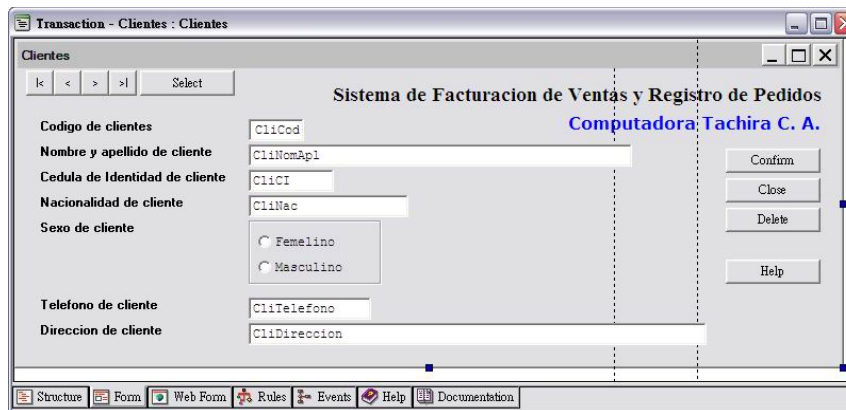 Transaction - Clientes : Clientes
Clientes
|< < > >| Select
Sistema de Facturacion de Ventas y Registro de Pedidos
Computadora Tachira C. A.
Codigo de clientes CliCod
Nombre y apellido de cliente CliNomApl
Confirm
Cedula de Identidad de cliente CliCI
Close
Nacionalidad de cliente CliNac
Delete
Sexo de cliente
Femelino
Masculino
Help
Telefono de cliente CliTelefono
Direccion de cliente CliDireccion
Structure Form Web Form Rules Events Help Documentation